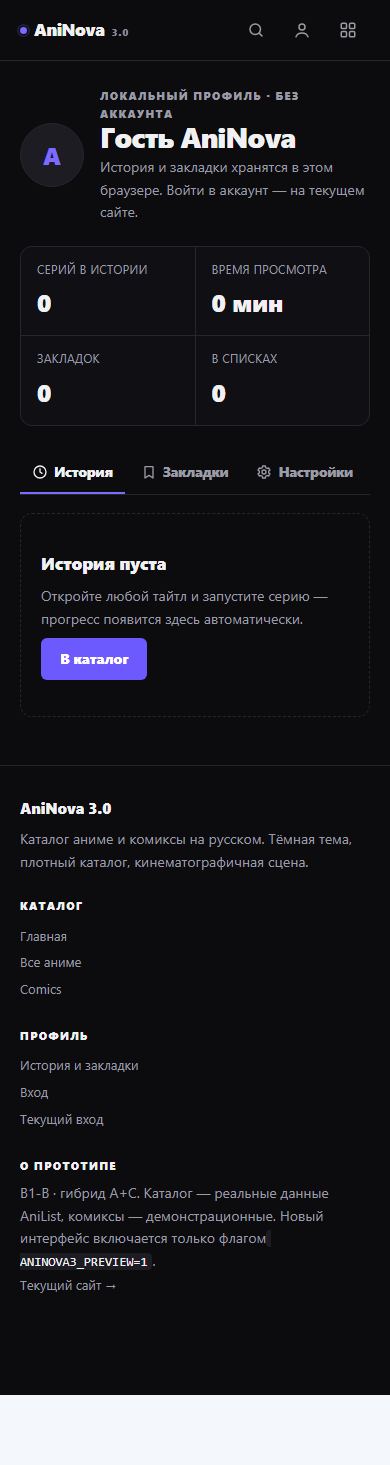 AniNova 3.0
ЛОКАЛЬНЫЙ ПРОФИЛЬ · БЕЗ
АККАУНТА
A
Гость AniNova
История и закладки хранятся в этом
браузере. Войти в аккаунт — на текущем
сайте.
СЕРИЙ В ИСТОРИИ
0
ВРЕМЯ ПРОСМОТРА
0 мин
ЗАКЛАДОК
0
В СПИСКАХ
0
История
Закладки
Настройки
История пуста
Откройте любой тайтл и запустите серию —
прогресс появится здесь автоматически.
В каталог
AniNova 3.0
Каталог аниме и комиксы на русском. Тёмная тема,
плотный каталог, кинематографичная сцена.
КАТАЛОГ
Главная
Все аниме
Comics
ПРОФИЛЬ
История и закладки
Вход
Текущий вход
О ПРОТОТИПЕ
B1-B · гибрид A+C. Каталог — реальные данные
AniList, комиксы — демонстрационные. Новый
интерфейс включается только флагом
ANINOVA3_PREVIEW=1 .
Текущий сайт →